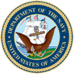 DEPARTMENT OF THE NAVY
UNITED STATES OF AMERICA